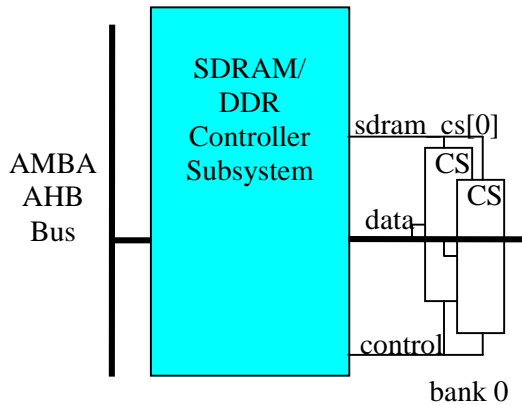 SDRAM/
DDR
Controller
Subsystem
AMBA
AHB
Bus
sdram_cs[0]
CS
CS
data
control
bank 0